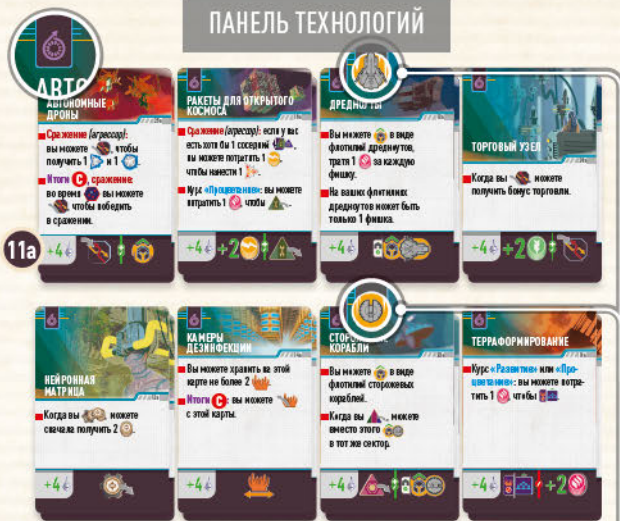 ПАНЕЛЬ ТЕХНОЛОГИЙ
АВТО
АВТОНОМНЫЕ
ДРОНЫ
Сражение (агрессор):
вы можете , чтобы
получить 1 и 1 .
Итоги C, сражение:
во время вы можете
чтобы победить
в сражении.
+4
6
РАКЕТЫ ДЛЯ ОТКРЫТОГО
КОСМОСА
Сражение (агрессор): если у вас
есть хотя бы 1 соседний ,
вы можете потратить 1 ,
чтобы нанести 1 .
Курс «Процветание»: вы можете
потратить 1 , чтобы .
+4 +2
ДРЕДНОУТЫ
Вы можете в виде
флотилий дредноутов,
тратя 1 за каждую
фишку.
На ваших флотилиях
дредноутов может быть
только 1 фишка.
+4
6
ТОРГОВЫЙ УЗЕЛ
Когда вы , можете
получить бонус торговли.
+4 +2
11a
6
НЕЙРОННАЯ
МАТРИЦА
Когда вы , можете
сначала получить 2 .
+4
6
КАМЕРЫ
ДЕЗИНФЕКЦИИ
Вы можете хранить на этой
карте не более 2 .
Итоги C: вы можете
с этой карты.
+4
6
КОРАБЛИ
Вы можете в виде
флотилий сторожевых
кораблей.
Когда вы , можете
вместо этого
в тот же сектор.
+4
6
ТЕРРАФОРМИРОВАНИЕ
Курс «Развитие» или «Про-
цветание»: вы можете потра-
тить 1 , чтобы .
+4 +2